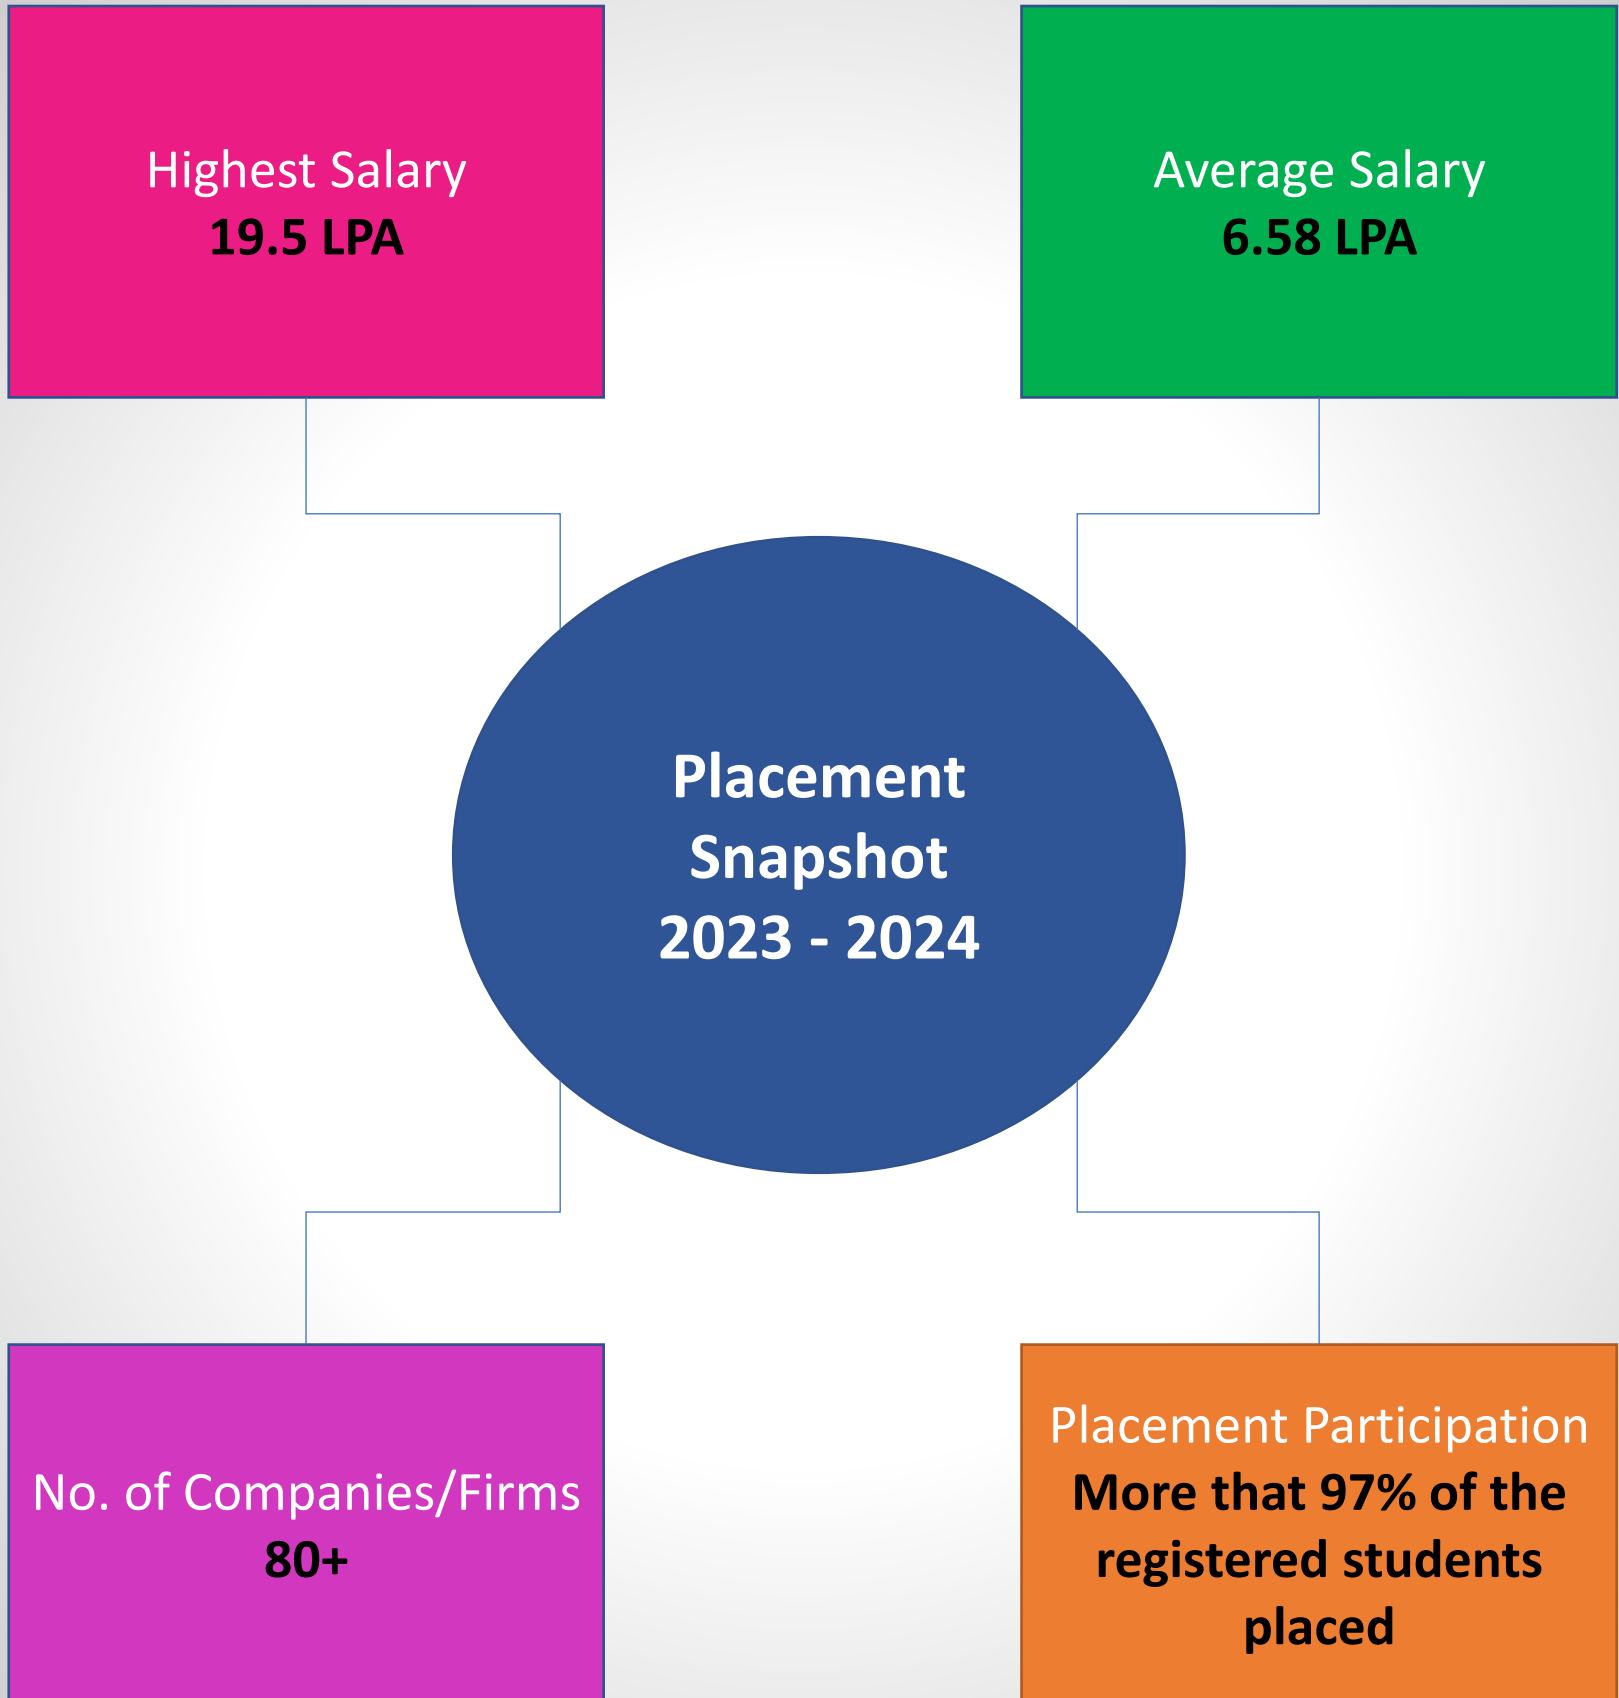 Highest Salary
19.5 LPA
Average Salary
6.58 LPA
Placement
Snapshot
2023 - 2024
No. of Companies/Firms
80+
Placement Participation
More that 97% of the
registered students
placed